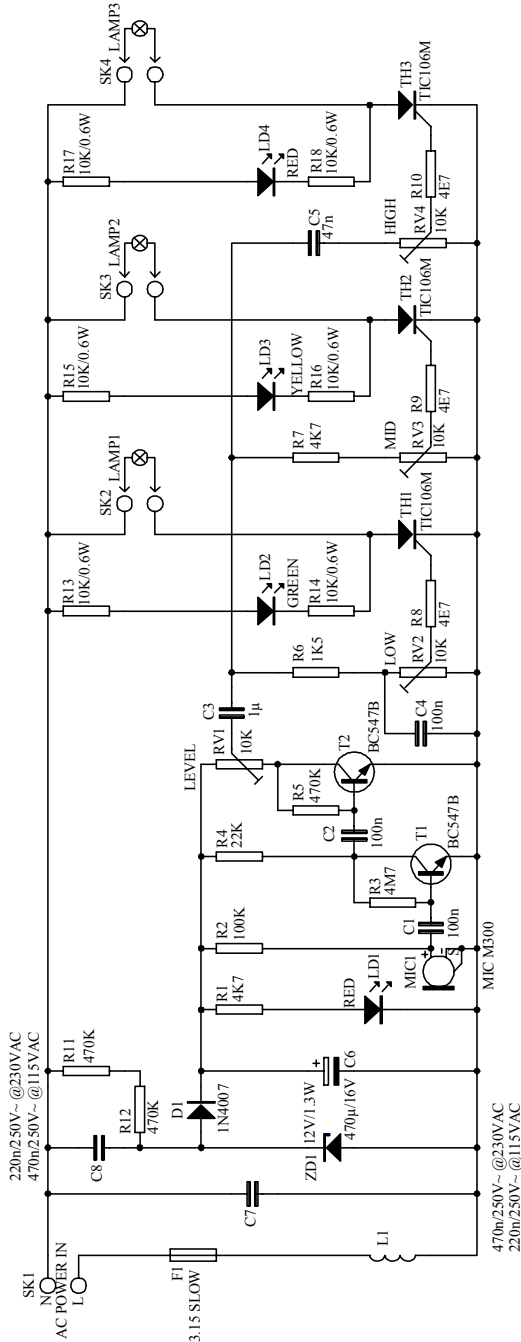 SK1
N
AC POWER IN
L
F1
3.15 SLOW
L1
C7
470n/250V~ @230VAC
220n/250V~ @115VAC
220n/250V~ @230VAC
470n/250V~ @115VAC
C8
R11
470K
R12
470K
D1
1N4007
ZD1
12V/1.3W
+
C6
470µ/16V
R1
4K7
RED
LD1
R2
100K
MIC1
+
-
S
MIC M300
C1
100n
R3
4M7
T1
BC547B
R4
22K
C2
100n
R5
470K
T2
BC547B
LEVEL
RV1
10K
C3
1µ
C4
100n
R6
1K5
LOW
RV2
10K
R8
4E7
TH1
TIC106M
R13
10K/0.6W
LD2
GREEN
R14
10K/0.6W
SK2
LAMP1
R7
4K7
MID
RV3
10K
R9
4E7
TH2
TIC106M
R15
10K/0.6W
LD3
YELLOW
R16
10K/0.6W
SK3
LAMP2
C5
47n
HIGH
RV4
10K
R10
4E7
TH3
TIC106M
R17
10K/0.6W
LD4
RED
R18
10K/0.6W
SK4
LAMP3